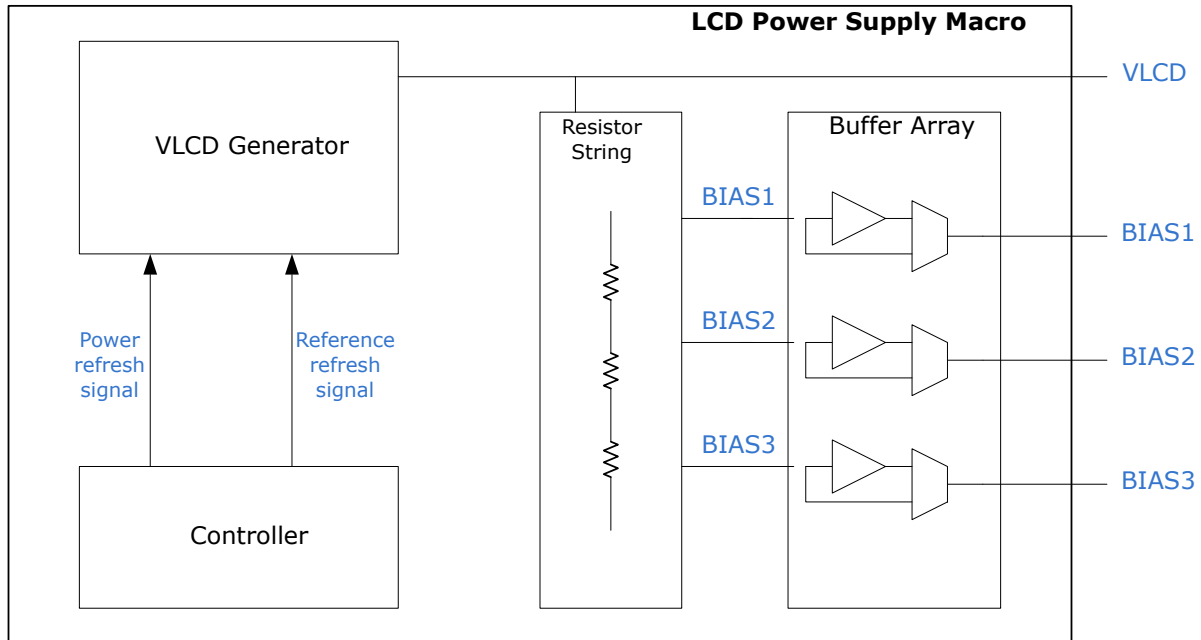 LCD Power Supply Macro
VLCD
VLCD Generator
Resistor
String
Buffer Array
BIAS1
BIAS1
BIAS2
BIAS2
BIAS3
BIAS3
Power
refresh
signal
Reference
refresh
signal
Controller